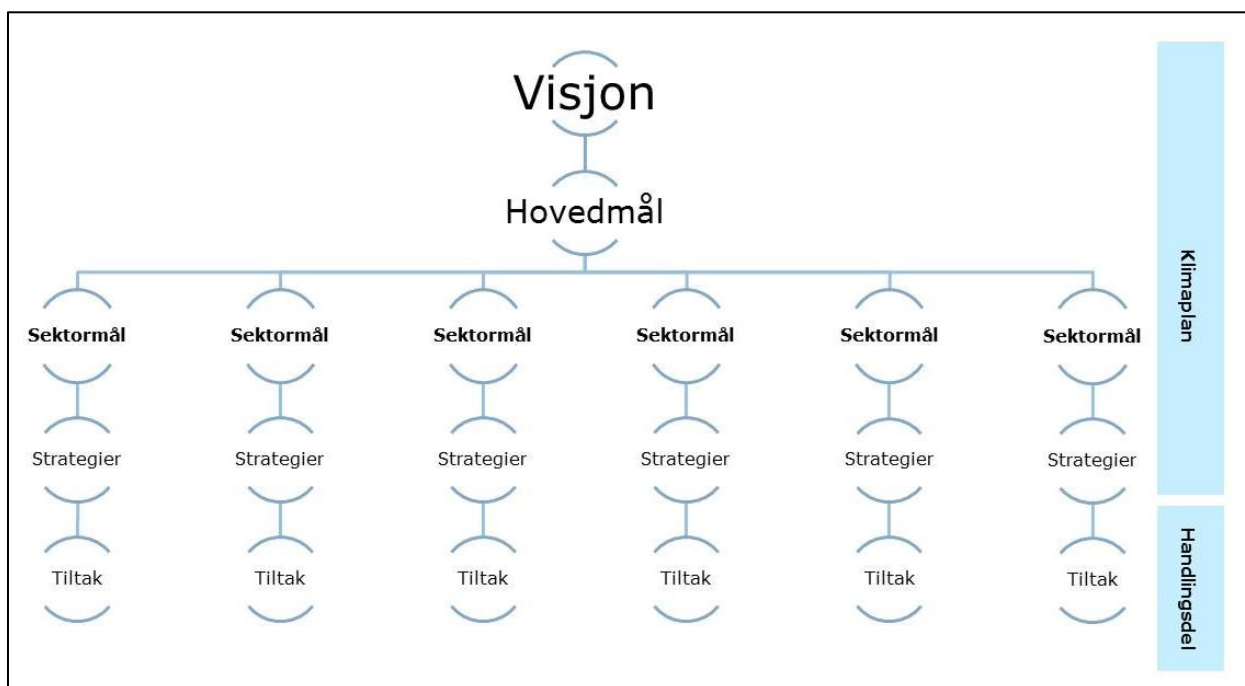 Visjon
Hovedmål
Sektormål Sektormål Sektormål Sektormål Sektormål Sektormål
Strategier Strategier Strategier Strategier Strategier Strategier
Tiltak Tiltak Tiltak Tiltak Tiltak Tiltak
Klimaplan
Handlingsdel